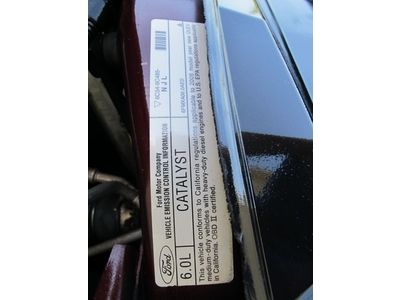 Ford
Ford Motor Company
VEHICLE EMISSION CONTROL INFORMATION
6.0L
CATALYST
This vehicle conforms to California regulations applicable to 2006 model year new
medium-duty vehicles with heavy-duty diesel engines and to U.S. EPA regulations
in California. OBD II certified.
NJL